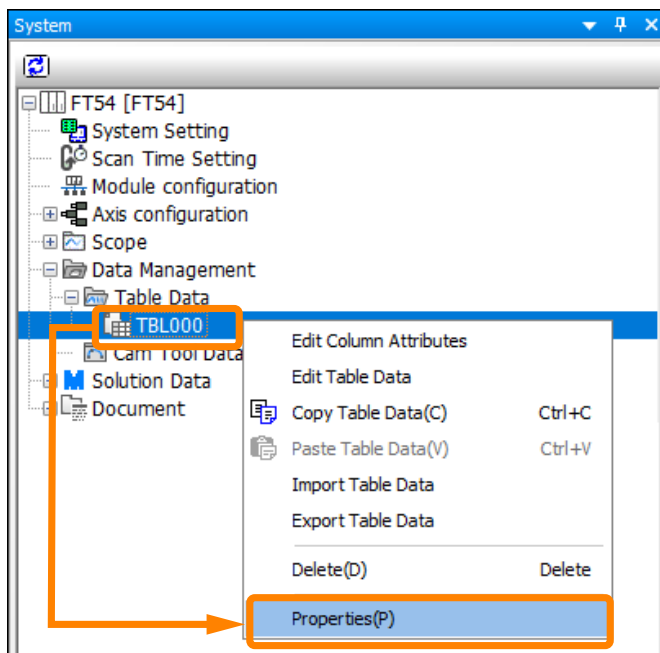 System
FT54 [FT54]
System Setting
Scan Time Setting
Module configuration
Axis configuration
Scope
Data Management
Table Data
TBL000
Cam Tool Data
Solution Data
Document
Edit Column Attributes
Edit Table Data
Copy Table Data(C) Ctrl+C
Paste Table Data(V) Ctrl+V
Import Table Data
Export Table Data
Delete(D) Delete
Properties(P)